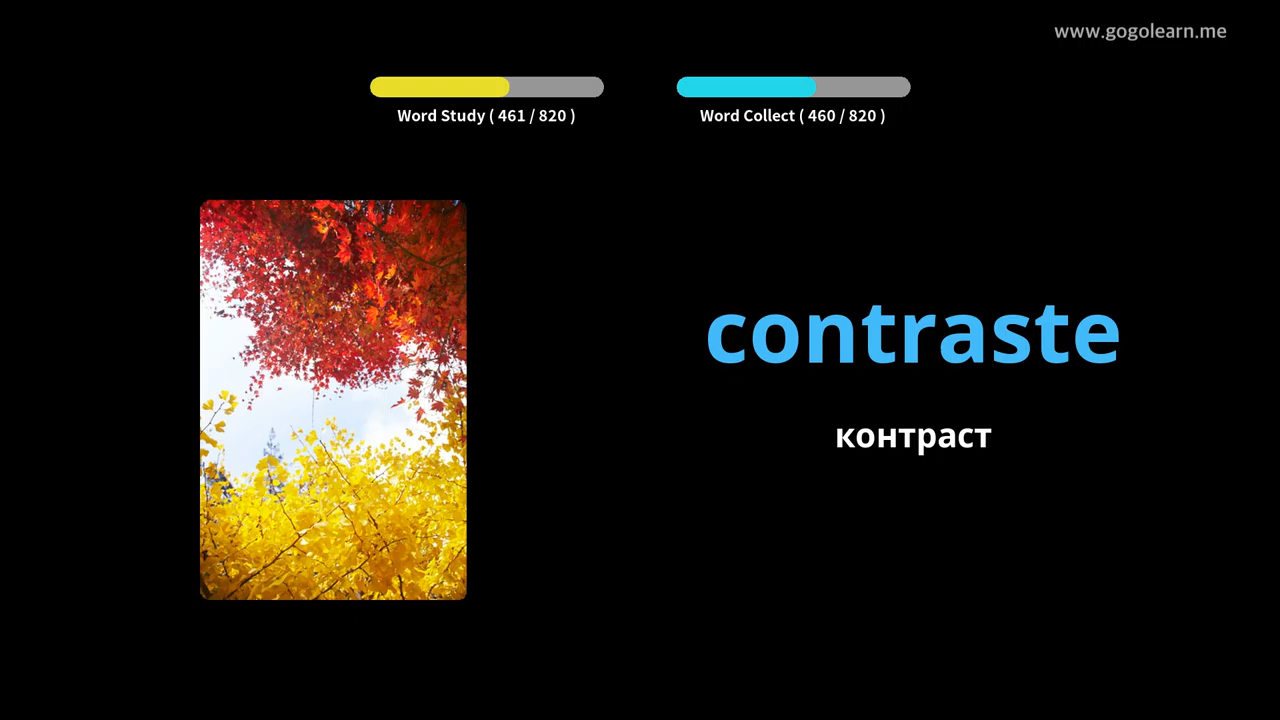 www.gogolearn.me
Word Study ( 461 / 820 )
Word Collect ( 460 / 820 )
contraste
контраст